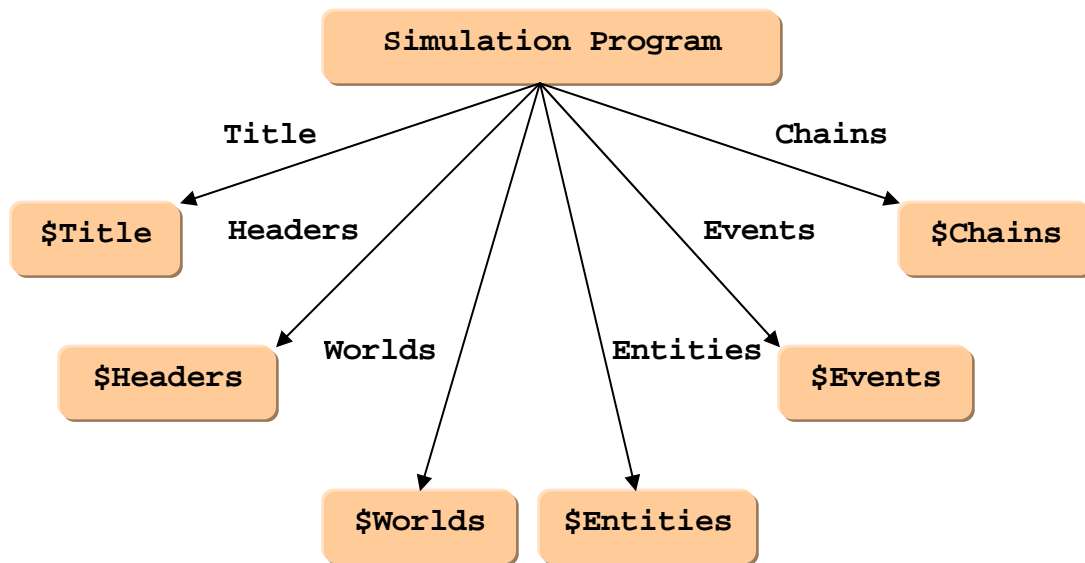 Simulation Program
Title
Chains
$Title
Headers
Events
$Chains
Worlds
Entities
$Headers
$Events
$Worlds
$Entities